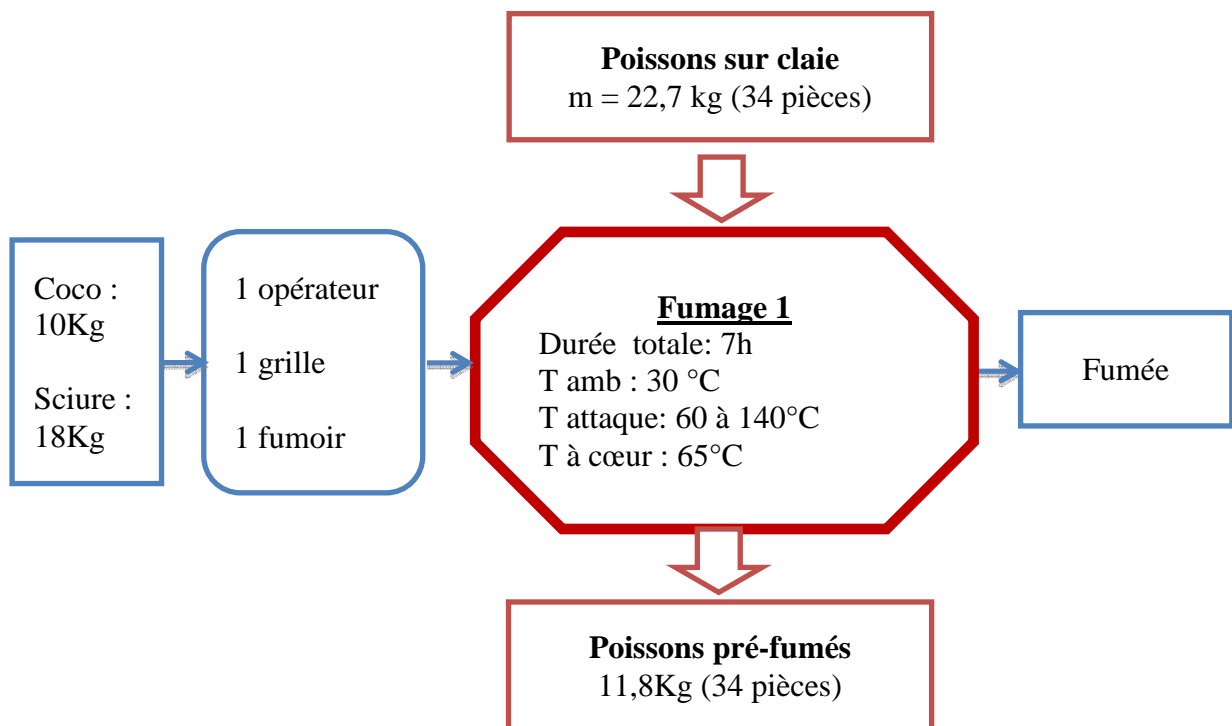 Poissons sur claie
m = 22,7 kg (34 pièces)
Coco :
10Kg
Sciure :
18Kg
1 opérateur
1 grille
1 fumoir
Fumage 1
Durée totale: 7h
T amb : 30 °C
T attaque: 60 à 140°C
T à cœur : 65°C
Fumée
Poissons pré-fumés
11,8Kg (34 pièces)